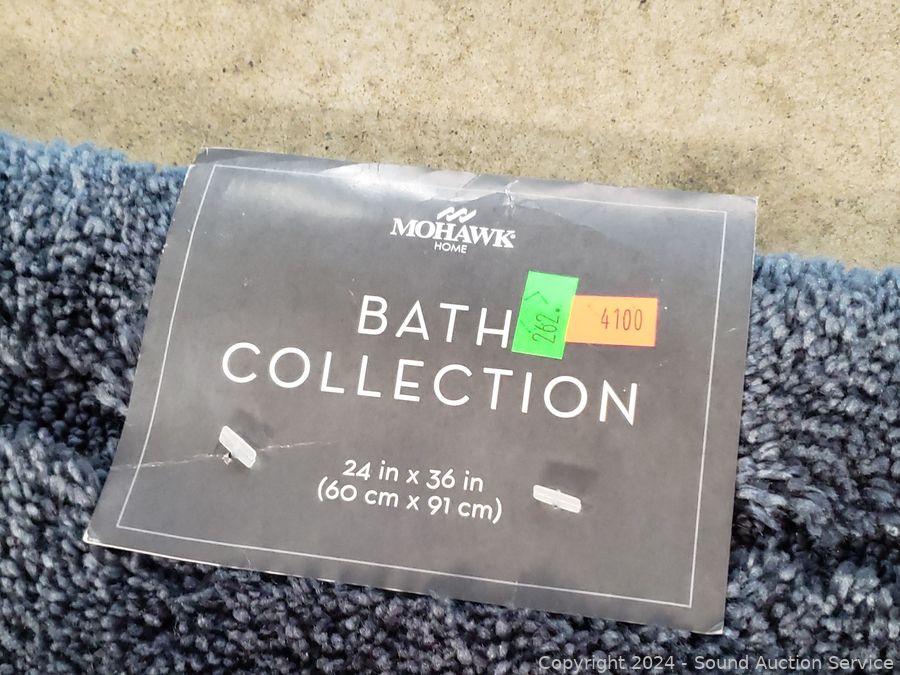 MOHAWK
HOME
BATH
COLLECTION
262.
4100
24 in x 36 in
(60 cm x 91 cm)
Copyright 2024 - Sound Auction Service